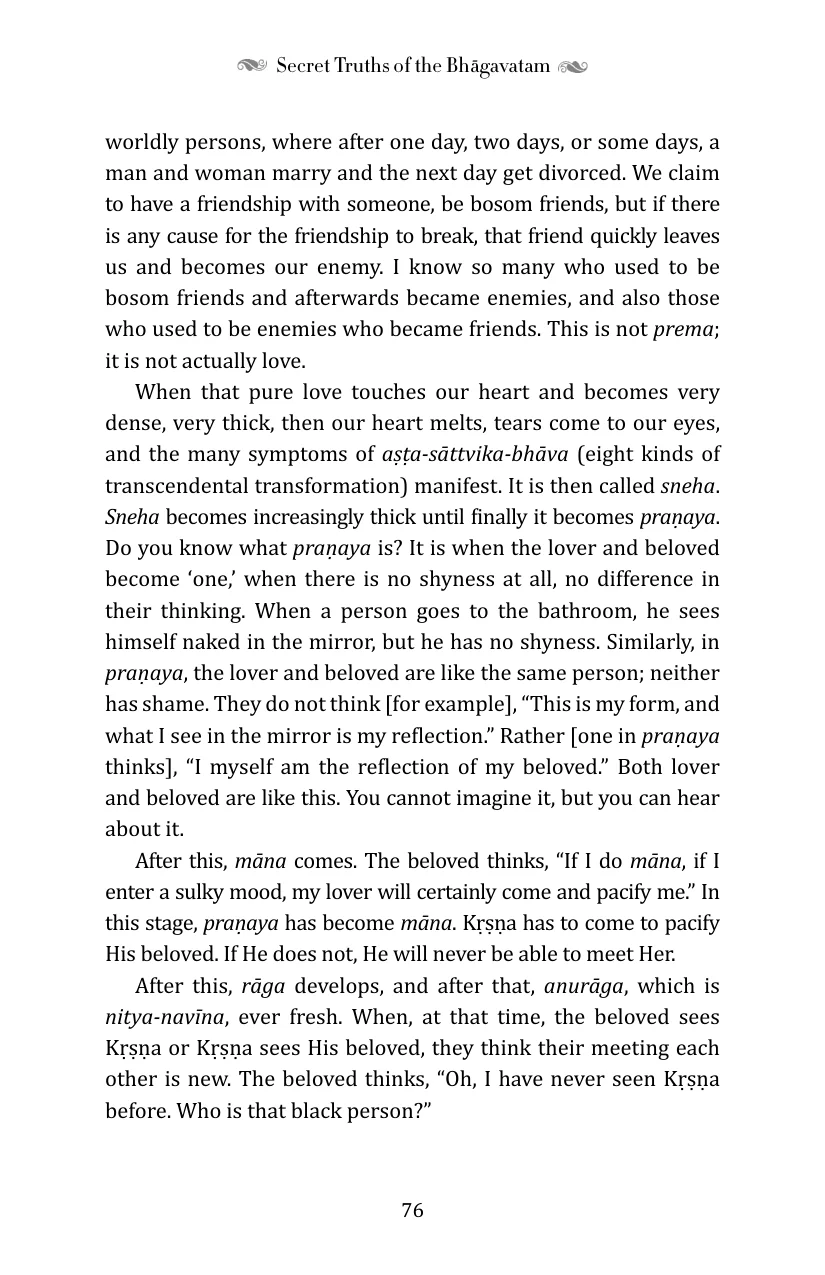 Secret Truths of the Bhāgavatam
worldly persons, where after one day, two days, or some days, a
man and woman marry and the next day get divorced. We claim
to have a friendship with someone, be bosom friends, but if there
is any cause for the friendship to break, that friend quickly leaves
us and becomes our enemy. I know so many who used to be
bosom friends and afterwards became enemies, and also those
who used to be enemies who became friends. This is not prema;
it is not actually love.
When that pure love touches our heart and becomes very
dense, very thick, then our heart melts, tears come to our eyes,
and the many symptoms of aṣṭa-sāttvika-bhāva (eight kinds of
transcendental transformation) manifest. It is then called sneha.
Sneha becomes increasingly thick until finally it becomes praṇaya.
Do you know what praṇaya is? It is when the lover and beloved
become ‘one,’ when there is no shyness at all, no difference in
their thinking. When a person goes to the bathroom, he sees
himself naked in the mirror, but he has no shyness. Similarly, in
praṇaya, the lover and beloved are like the same person; neither
has shame. They do not think [for example], “This is my form, and
what I see in the mirror is my reflection.” Rather [one in praṇaya
thinks], “I myself am the reflection of my beloved.” Both lover
and beloved are like this. You cannot imagine it, but you can hear
about it.
After this, māna comes. The beloved thinks, “If I do māna, if I
enter a sulky mood, my lover will certainly come and pacify me.” In
this stage, praṇaya has become māna. Kṛṣṇa has to come to pacify
His beloved. If He does not, He will never be able to meet Her.
After this, rāga develops, and after that, anurāga, which is
nitya-navīna, ever fresh. When, at that time, the beloved sees
Kṛṣṇa or Kṛṣṇa sees His beloved, they think their meeting each
other is new. The beloved thinks, “Oh, I have never seen Kṛṣṇa
before. Who is that black person?”
76